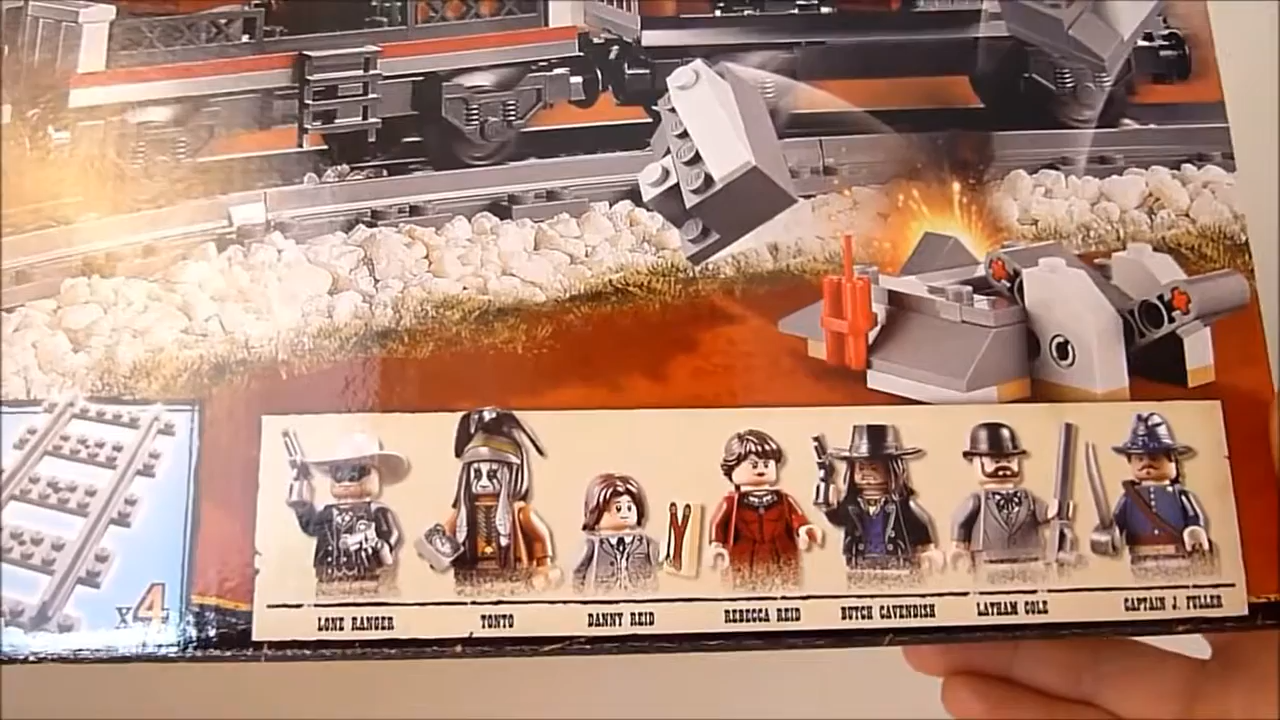 x4
LONE RANGER
TONTO
DANNY REID
REBECCA REID
BUTCH CAVENDISH
LATHAM COLE
CAPTAIN J. FULLER